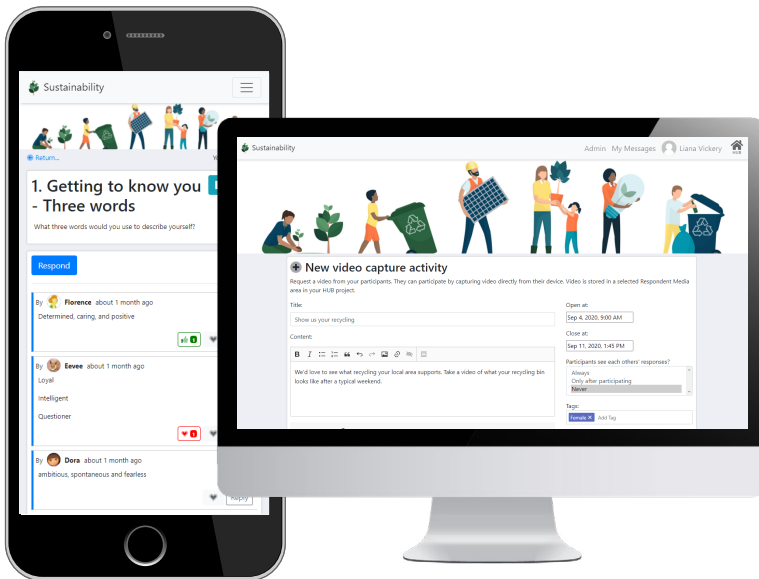 Sustainability
Return...
1. Getting to know you
- Three words
What three words would you use to describe yourself?
Respond
By Florence about 1 month ago
Determined, caring, and positive
1
By Eevee about 1 month ago
Loyal
Intelligent
Questioner
1
By Dora about 1 month ago
ambitious, spontaneous and fearless
Reply
Sustainability
Admin My Messages Liana Vickery HUB
New video capture activity
Request a video from your participants. They can participate by capturing video directly from their device. Video is stored in a selected Respondent Media
area in your HUB project.
Title:
Show us your recycling
Content:
B I
We'd love to see what recycling your local area supports. Take a video of what your recycling bin
looks like after a typical weekend.
Open at:
Sep 4, 2020, 9:00 AM
Close at:
Sep 11, 2020, 1:45 PM
Participants see each others' responses?
Always
Only after participating
Never
Tags:
Female X Add Tag